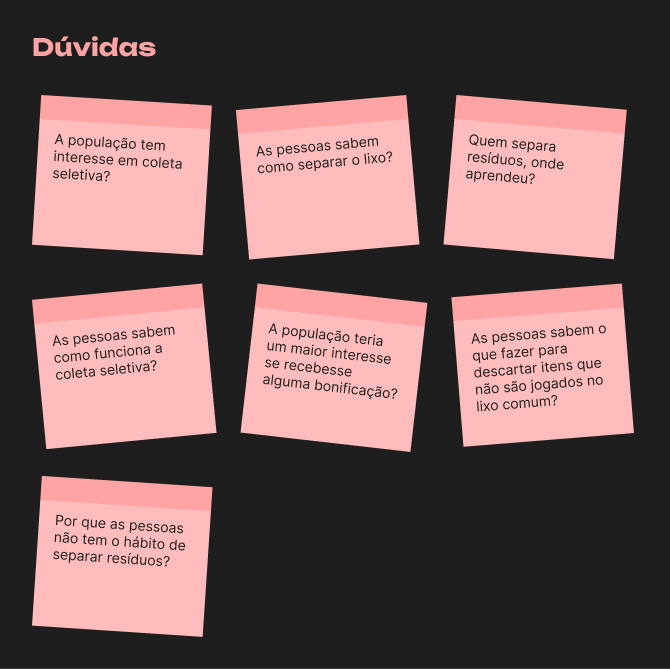 Dúvidas
A população tem
interesse em coleta
seletiva?
As pessoas sabem
como separar o lixo?
Quem separa
resíduos, onde
aprendeu?
As pessoas sabem
como funciona a
coleta seletiva?
A população teria
um maior interesse
se recebesse
alguma bonificação?
As pessoas sabem o
que fazer para
descartar itens que
não são jogados no
lixo comum?
Por que as pessoas
não tem o hábito de
separar resíduos?